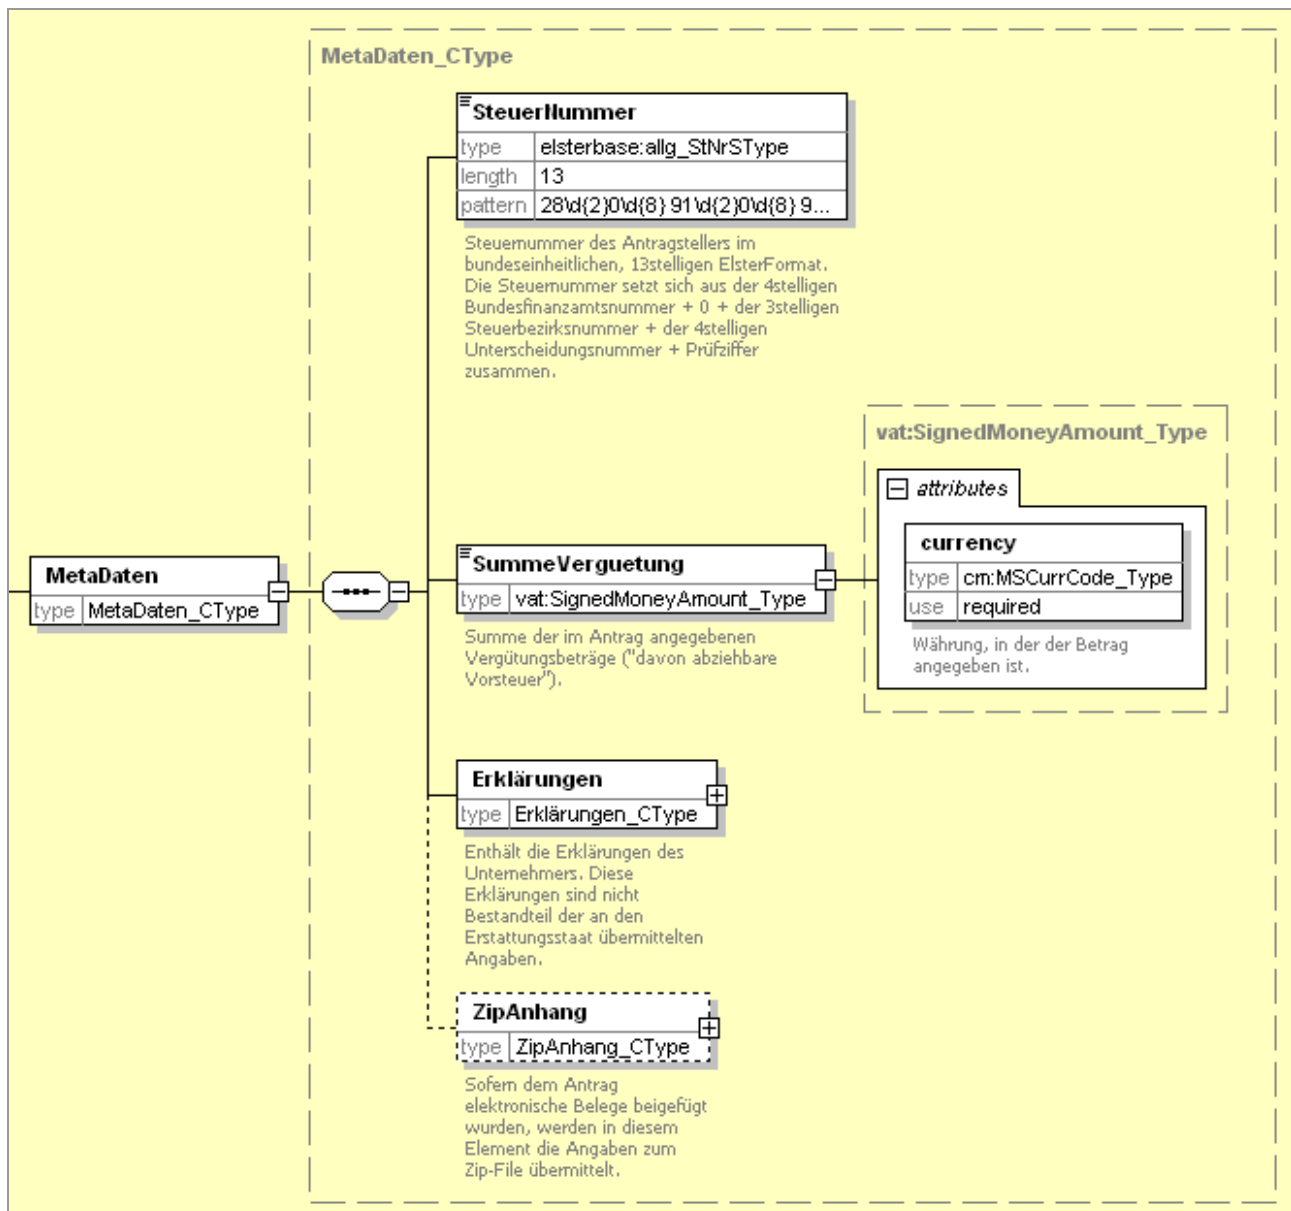 MetaDaten_CType
SteuerNummer
type elsterbase:allg_StNrSType
length 13
pattern 28\d{2}0\d{8} 91\d{2}0\d{8} 9...
Steuernummer des Antragstellers im
bundeseinheitlichen, 13stelligen ElsterFormat.
Die Steuernummer setzt sich aus der 4stelligen
Bundesfinanzamtsnummer + 0 + der 3stelligen
Steuerbezirksnummer + der 4stelligen
Unterscheidungsnummer + Prüfziffer
zusammen.
vat:SignedMoneyAmount_Type
attributes
currency
type cm:MSCurrCode_Type
use required
Währung, in der der Betrag
angegeben ist.
MetaDaten
type MetaDaten_CType
SummeVerguetung
type vat:SignedMoneyAmount_Type
Summe der im Antrag angegebenen
Vergütungsbeträge ("davon abziehbare
Vorsteuer").
Erklärungen
type Erklärungen_CType
Enthält die Erklärungen des
Unternehmers. Diese
Erklärungen sind nicht
Bestandteil der an den
Erstattungsstaat übermittelten
Angaben.
ZipAnhang
type ZipAnhang_CType
Sofern dem Antrag
elektronische Belege beigefügt
wurden, werden in diesem
Element die Angaben zum
Zip-File übermittelt.